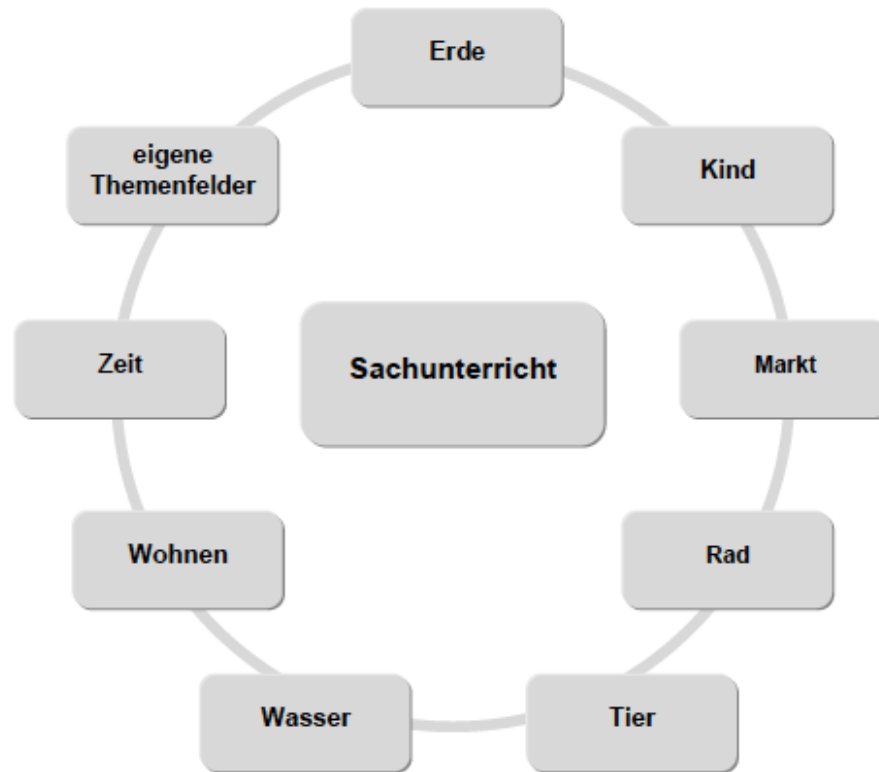 Erde
eigene
Themenfelder
Kind
Zeit
Sachunterricht
Markt
Wohnen
Rad
Wasser
Tier